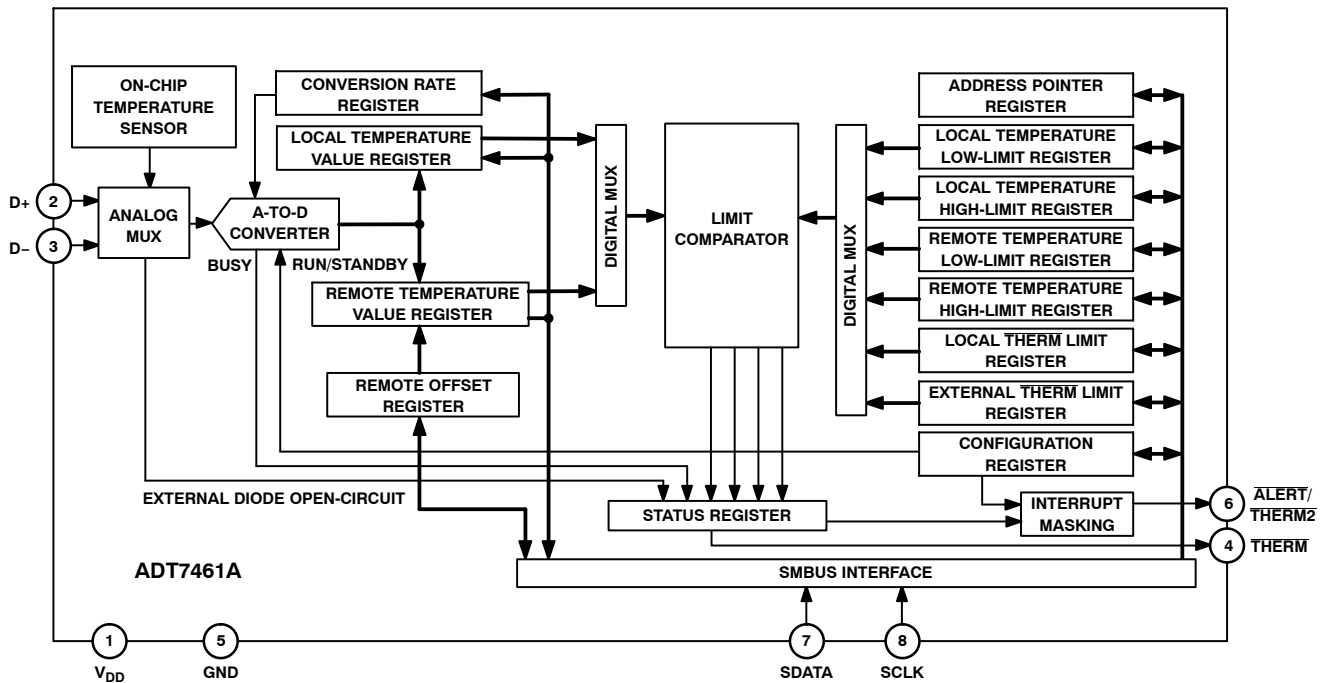 ON-CHIP
TEMPERATURE
SENSOR
CONVERSION RATE
REGISTER
LOCAL TEMPERATURE
VALUE REGISTER
D+
2
D–
3
ANALOG
MUX
A-TO-D
CONVERTER
BUSY
RUN/STANDBY
REMOTE TEMPERATURE
VALUE REGISTER
REMOTE OFFSET
REGISTER
DIGITAL MUX
LIMIT
COMPARATOR
DIGITAL MUX
ADDRESS POINTER
REGISTER
LOCAL TEMPERATURE
LOW-LIMIT REGISTER
LOCAL TEMPERATURE
HIGH-LIMIT REGISTER
REMOTE TEMPERATURE
LOW-LIMIT REGISTER
REMOTE TEMPERATURE
HIGH-LIMIT REGISTER
LOCAL THERM LIMIT
REGISTER
EXTERNAL THERM LIMIT
REGISTER
CONFIGURATION
REGISTER
EXTERNAL DIODE OPEN-CIRCUIT
STATUS REGISTER
INTERRUPT
MASKING
6
ALERT/
THERM2
4
THERM
ADT7461A
SMBUS INTERFACE
1
VDD
5
GND
7
SDATA
8
SCLK